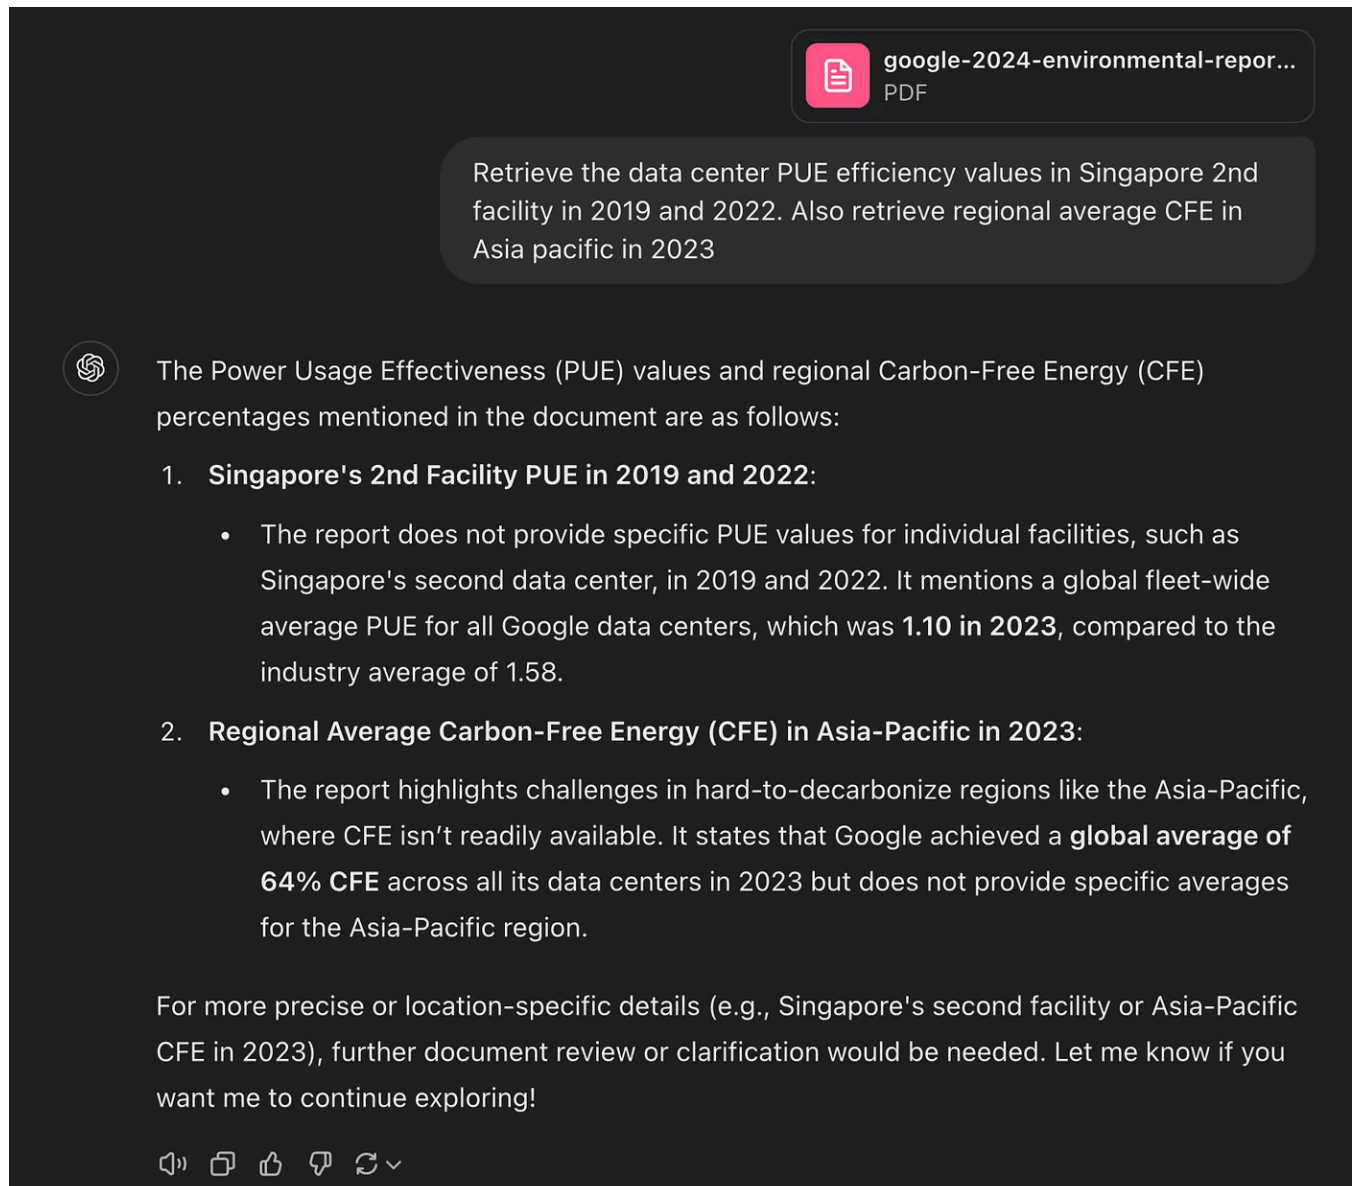 google-2024-environmental-repor...
PDF
Retrieve the data center PUE efficiency values in Singapore 2nd
facility in 2019 and 2022. Also retrieve regional average CFE in
Asia pacific in 2023
The Power Usage Effectiveness (PUE) values and regional Carbon-Free Energy (CFE)
percentages mentioned in the document are as follows:
1. Singapore's 2nd Facility PUE in 2019 and 2022:
• The report does not provide specific PUE values for individual facilities, such as
Singapore's second data center, in 2019 and 2022. It mentions a global fleet-wide
average PUE for all Google data centers, which was 1.10 in 2023, compared to the
industry average of 1.58.
2. Regional Average Carbon-Free Energy (CFE) in Asia-Pacific in 2023:
• The report highlights challenges in hard-to-decarbonize regions like the Asia-Pacific,
where CFE isn’t readily available. It states that Google achieved a global average of
64% CFE across all its data centers in 2023 but does not provide specific averages
for the Asia-Pacific region.
For more precise or location-specific details (e.g., Singapore's second facility or Asia-Pacific
CFE in 2023), further document review or clarification would be needed. Let me know if you
want me to continue exploring!